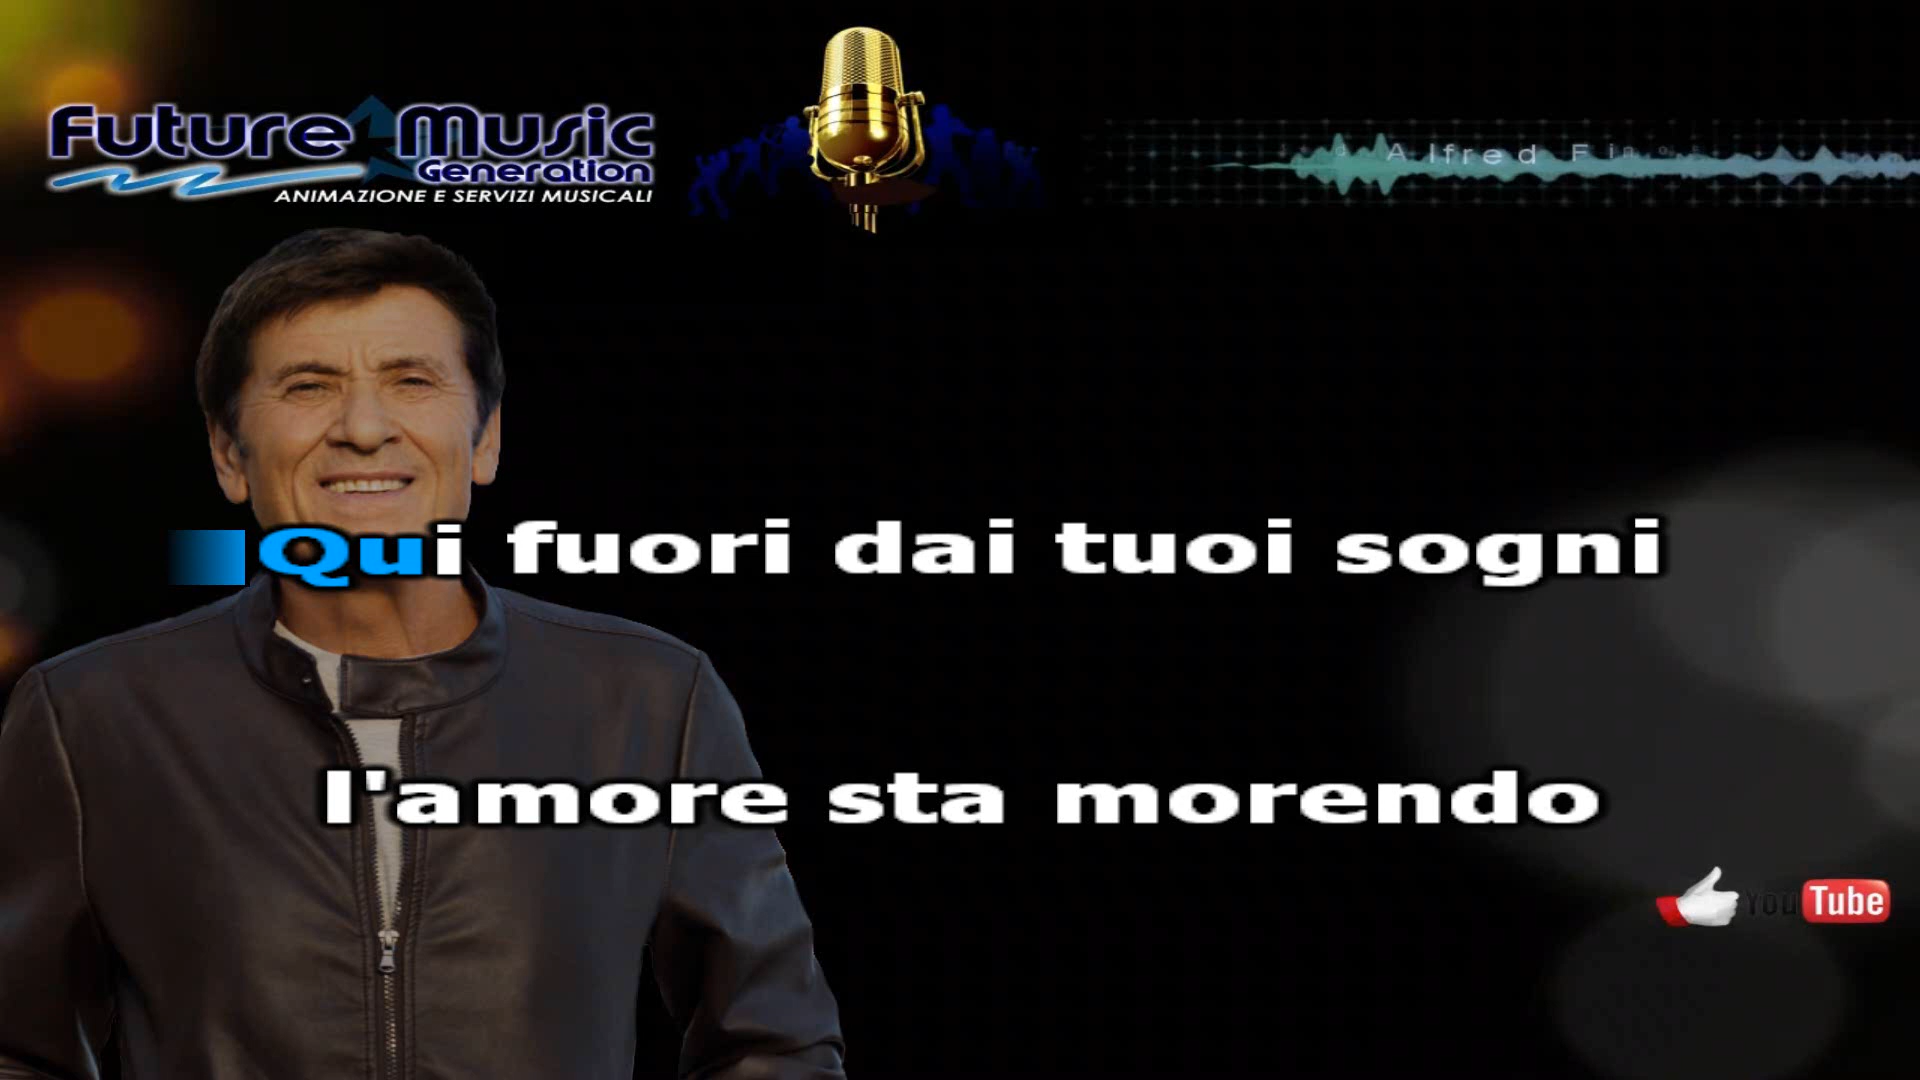 Future Music
Generation
ANIMAZIONE E SERVIZI MUSICALI
Alfred
Qui fuori dai tuoi sogni
l'amore sta morendo
YouTube